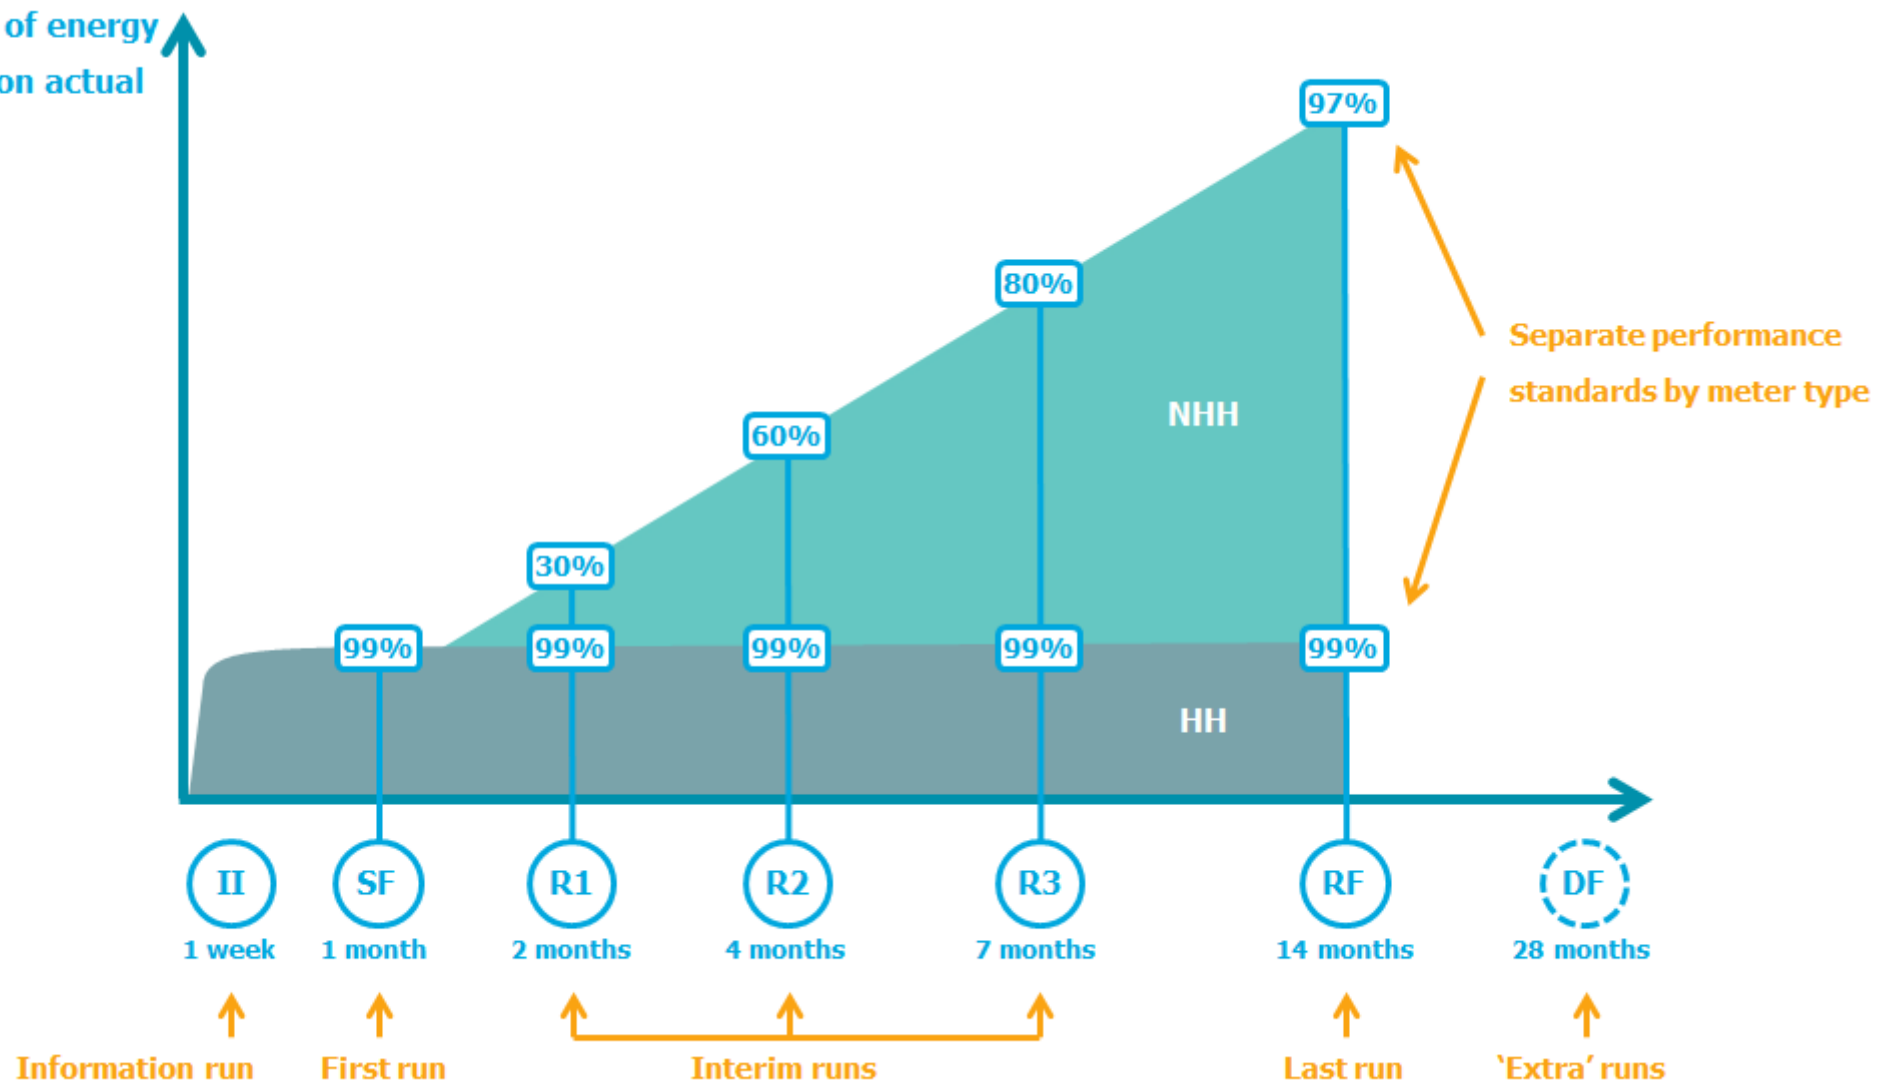 of energy
on actual
97%
80%
60%
30%
99%
99%
99%
99%
99%
NHH
HH
Separate performance
standards by meter type
II
SF
R1
R2
R3
RF
DF
1 week
1 month
2 months
4 months
7 months
14 months
28 months
Information run
First run
Interim runs
Last run
‘Extra’ runs